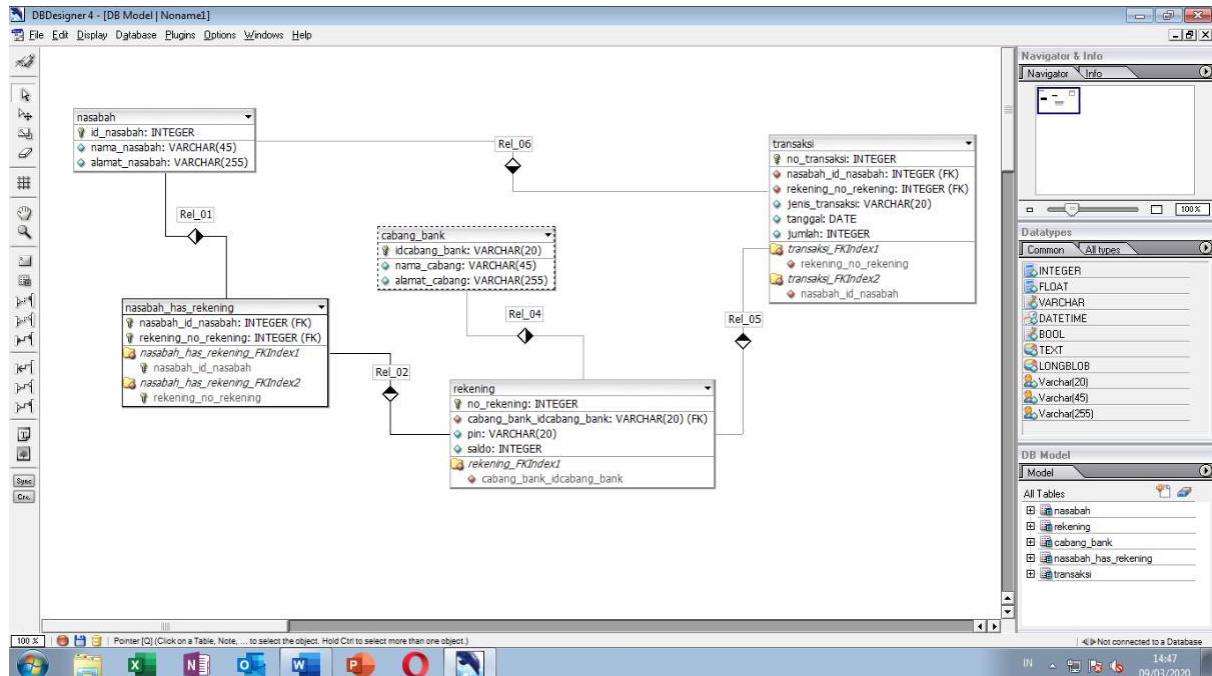 DBDesigner 4 - [DB Model | Noname1]
File Edit Display Database Plugins Options Windows Help
nasabah
id_nasabah: INTEGER
nama_nasabah: VARCHAR(45)
alamat_nasabah: VARCHAR(255)
Rel_06
transaksi
no_transaksi: INTEGER
nasabah_id_nasabah: INTEGER (FK)
rekening_no_rekening: INTEGER (FK)
jenis_transaksi: VARCHAR(20)
tanggal: DATE
jumlah: INTEGER
transaksi_FKIndex1
rekening_no_rekening
transaksi_FKIndex2
nasabah_id_nasabah
Rel_01
cabang_bank
idcabang_bank: VARCHAR(20)
nama_cabang: VARCHAR(45)
alamat_cabang: VARCHAR(255)
nasabah_has_rekening
nasabah_id_nasabah: INTEGER (FK)
rekening_no_rekening: INTEGER (FK)
nasabah_has_rekening_FKIndex1
nasabah_id_nasabah
nasabah_has_rekening_FKIndex2
rekening_no_rekening
Rel_04
Rel_05
Rel_02
rekening
no_rekening: INTEGER
cabang_bank_idcabang_bank: VARCHAR(20) (FK)
pin: VARCHAR(20)
saldo: INTEGER
rekening_FKIndex1
cabang_bank_idcabang_bank
Navigator & Info
Navigator Info
100%
Datatypes
Common All types
INTEGER
FLOAT
VARCHAR
DATETIME
BOOL
TEXT
LONGBLOB
Varchar(20)
Varchar(45)
Varchar(255)
DB Model
Model
All Tables
nasabah
rekening
cabang_bank
nasabah_has_rekening
transaksi
Sync
100 %
Pointer [Q] (Click on a Table, Note, ... to select the object. Hold Ctrl to select more than one object.)
Not connected to a Database
IN
14:47
09/03/2020